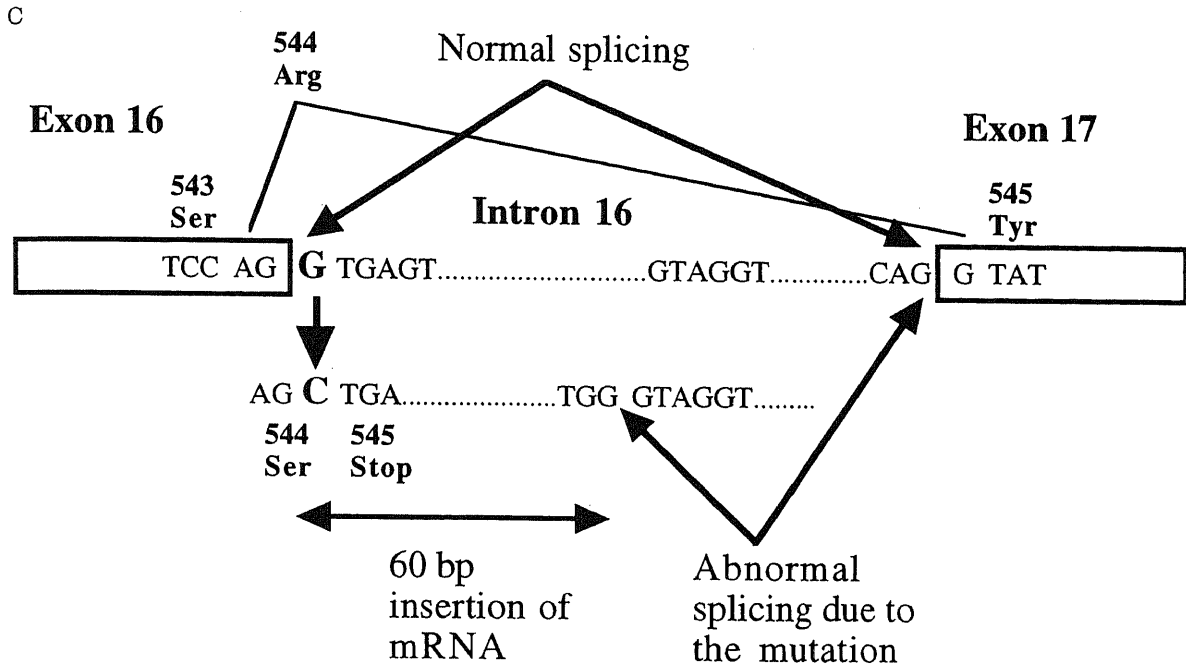 C
544
Arg
Normal splicing
Exon 16
Exon 17
543
Ser
Intron 16
545
Tyr
TCC AG G TGAGT..............................GTAGGT..............CAG G TAT
AG C TGA......................TGG GTAGGT.........
544
Ser
545
Stop
60 bp
insertion of
mRNA
Abnormal
splicing due to
the mutation